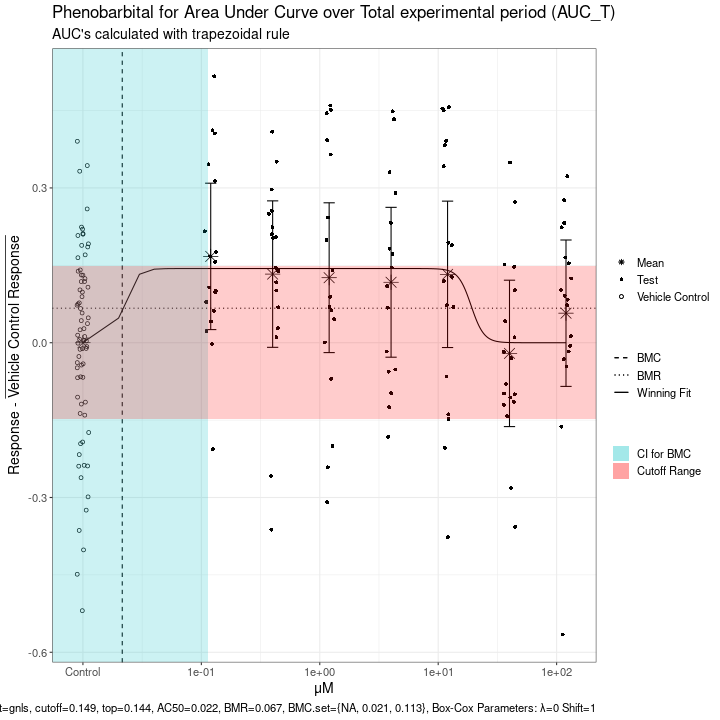 Phenobarbital for Area Under Curve over Total experimental period (AUC_T)
AUC's calculated with trapezoidal rule
Response - Vehicle Control Response
0.3
0.0
-0.3
-0.6
Control
1e-01
1e+00
1e+01
1e+02
μM
Mean
Test
Vehicle Control
BMC
BMR
Winning Fit
CI for BMC
Cutoff Range
t=gnls, cutoff=0.149, top=0.144, AC50=0.022, BMR=0.067, BMC.set={NA, 0.021, 0.113}, Box-Cox Parameters: λ=0 Shift=1